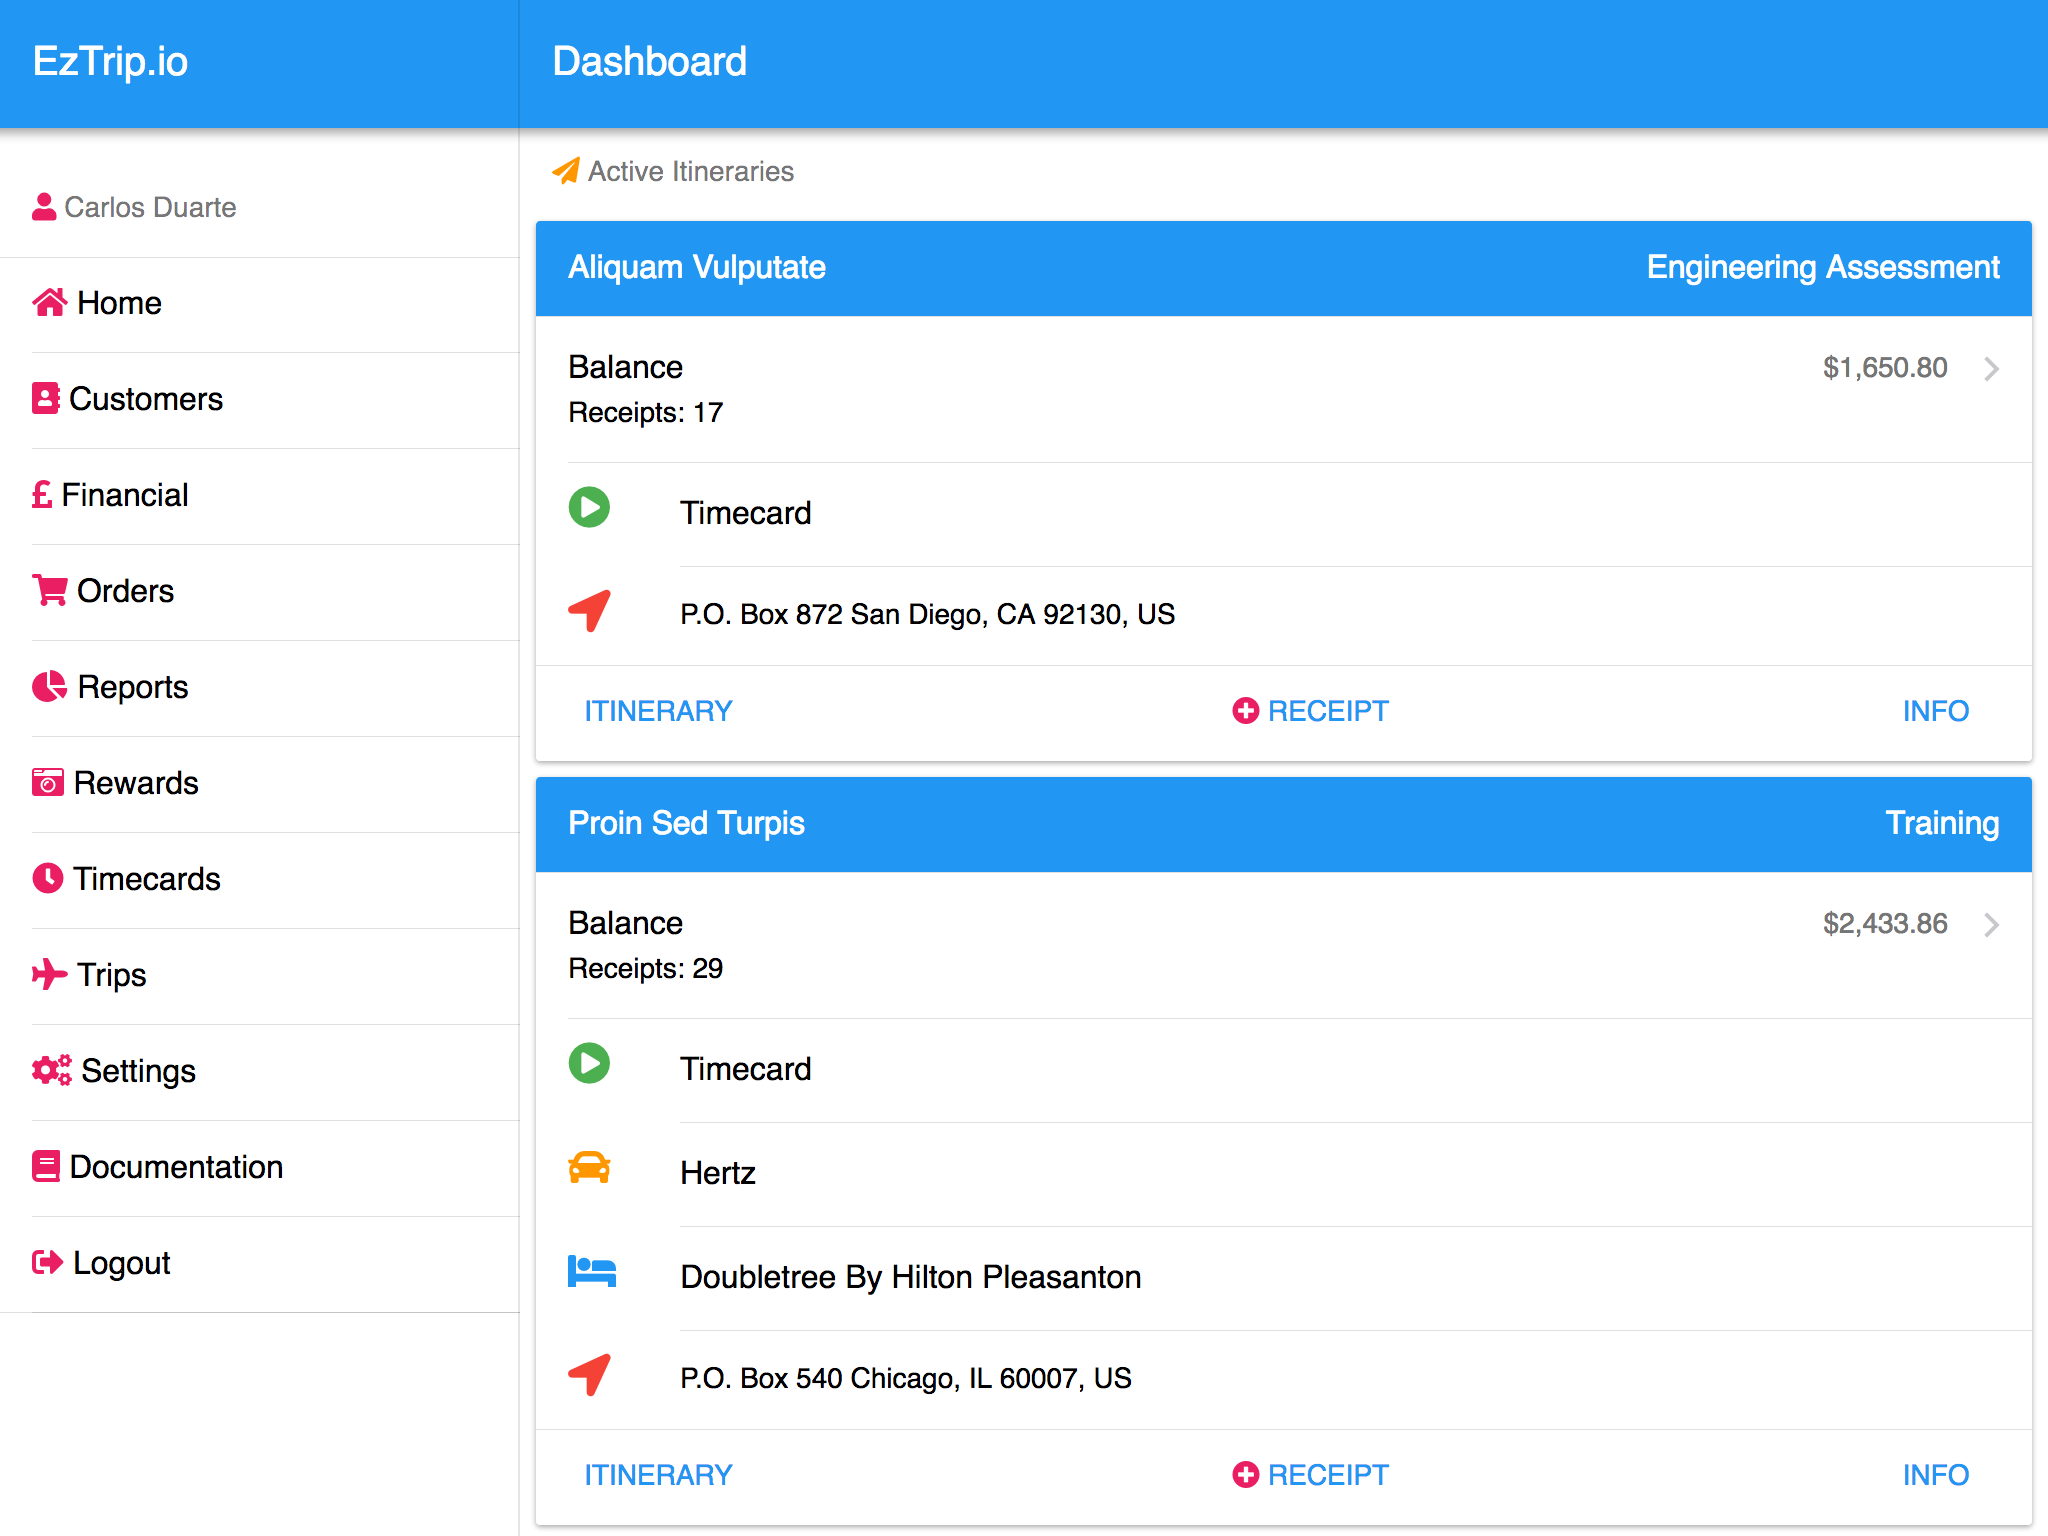 EzTrip.io
Dashboard
Carlos Duarte
Home
Customers
Financial
Orders
Reports
Rewards
Timecards
Trips
Settings
Documentation
Logout
Active Itineraries
Aliquam Vulputate Engineering Assessment
Balance $1,650.80
Receipts: 17
Timecard
P.O. Box 872 San Diego, CA 92130, US
ITINERARY RECEIPT INFO
Proin Sed Turpis Training
Balance $2,433.86
Receipts: 29
Timecard
Hertz
Doubletree By Hilton Pleasanton
P.O. Box 540 Chicago, IL 60007, US
ITINERARY RECEIPT INFO